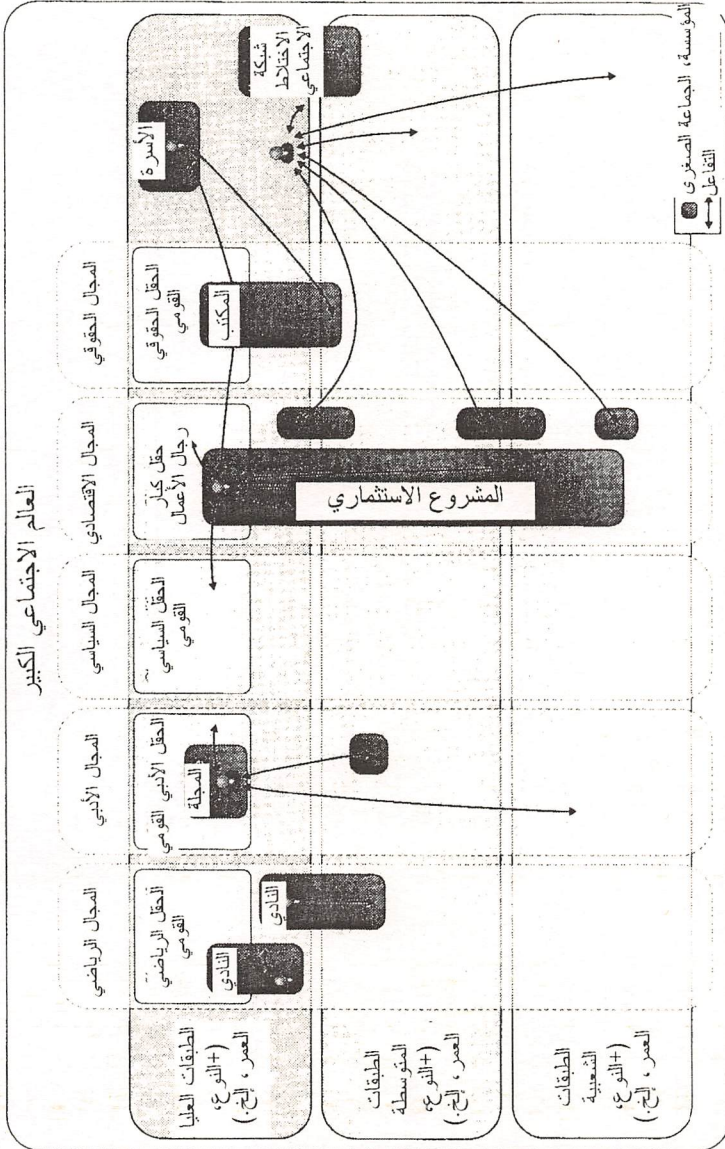 العالم الاجتماعي الكبير
المجال الحقوقي
المجال الاقتصادي
المجال السياسي
المجال الأدبي
المجال الرياضي
الأسرة
شبكة
الاختلاط
الاجتماعي
الحقل الحقوقي
القومي
المكتب
حقل كبار
رجال الأعمال
المشروع الاستثماري
الحقل السياسي
القومي
الحقل الأدبي القومي
المجلة
الحقل الرياضي
القومي
النادي
النادي
الطبقات العليا
(+النوع،
العمر، إلخ.)
الطبقات
المتوسطة
(+النوع،
العمر، إلخ.)
الطبقات
الشعبية
(+النوع،
العمر، إلخ.)
المؤسسة، الجماعة الصغرى
التفاعل